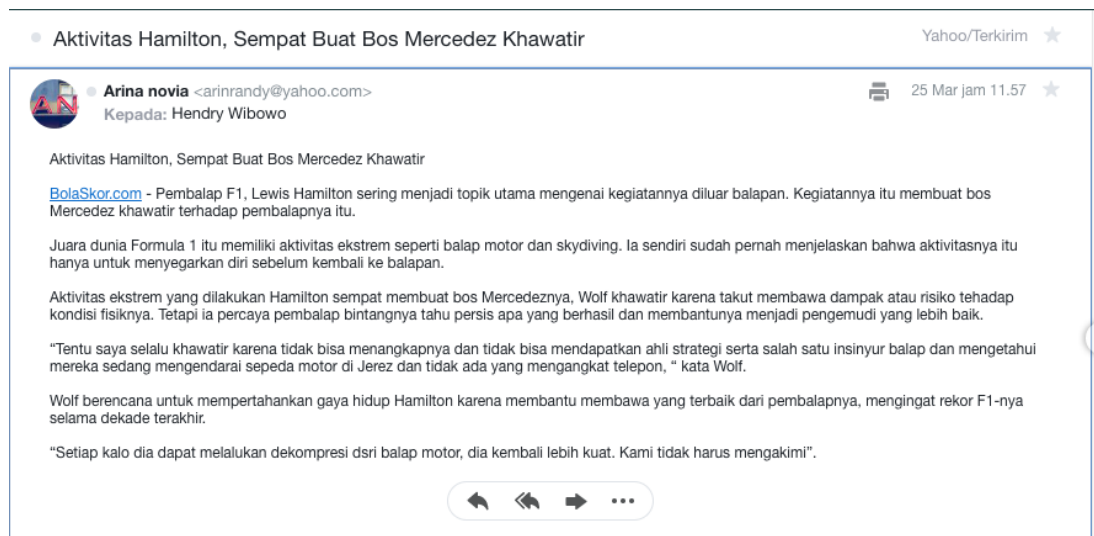 Aktivitas Hamilton, Sempat Buat Bos Mercedez Khawatir
Yahoo/Terkirim
AN
Arina novia <arinrandy@yahoo.com>
25 Mar jam 11.57
Kepada: Hendry Wibowo
Aktivitas Hamilton, Sempat Buat Bos Mercedez Khawatir
BolaSkor.com - Pembalap F1, Lewis Hamilton sering menjadi topik utama mengenai kegiatannya diluar balapan. Kegiatannya itu membuat bos
Mercedez khawatir terhadap pembalapnya itu.
Juara dunia Formula 1 itu memiliki aktivitas ekstrem seperti balap motor dan skydiving. Ia sendiri sudah pernah menjelaskan bahwa aktivitasnya itu
hanya untuk menyegarkan diri sebelum kembali ke balapan.
Aktivitas ekstrem yang dilakukan Hamilton sempat membuat bos Mercedeznya, Wolf khawatir karena takut membawa dampak atau risiko tehadap
kondisi fisiknya. Tetapi ia percaya pembalap bintangnya tahu persis apa yang berhasil dan membantunya menjadi pengemudi yang lebih baik.
“Tentu saya selalu khawatir karena tidak bisa menangkapnya dan tidak bisa mendapatkan ahli strategi serta salah satu insinyur balap dan mengetahui
mereka sedang mengendarai sepeda motor di Jerez dan tidak ada yang mengangkat telepon, “ kata Wolf.
Wolf berencana untuk mempertahankan gaya hidup Hamilton karena membantu membawa yang terbaik dari pembalapnya, mengingat rekor F1-nya
selama dekade terakhir.
“Setiap kalo dia dapat melalukan dekompresi dsri balap motor, dia kembali lebih kuat. Kami tidak harus mengakimi”.